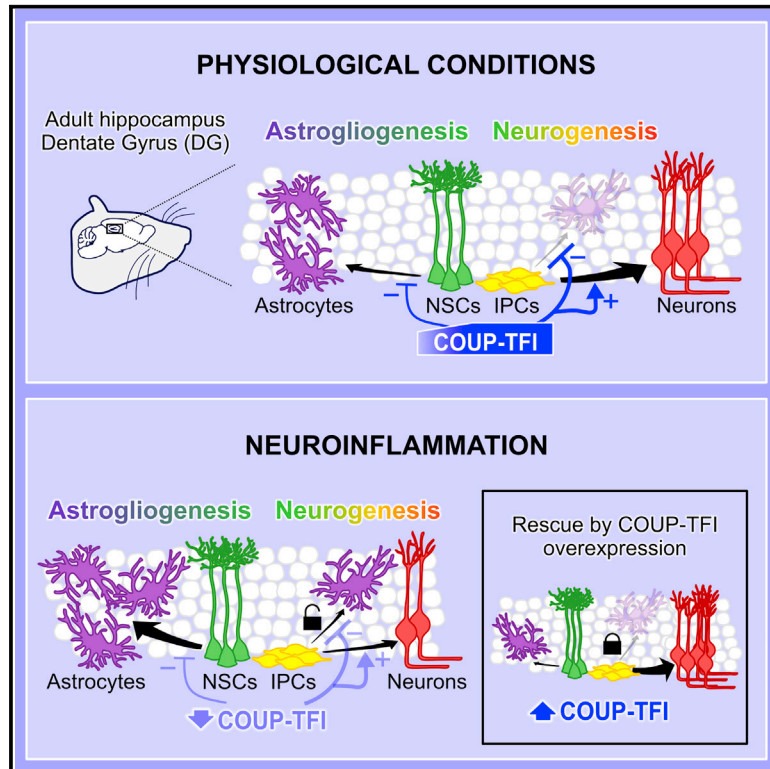 PHYSIOLOGICAL CONDITIONS
Adult hippocampus
Dentate Gyrus (DG)
Astrogliogenesis Neurogenesis
Astrocytes NSCs IPCs Neurons
− − +
COUP-TFI
NEUROINFLAMMATION
Astrogliogenesis Neurogenesis
Astrocytes NSCs IPCs Neurons
− − +
COUP-TFI
Rescue by COUP-TFI
overexpression
COUP-TFI